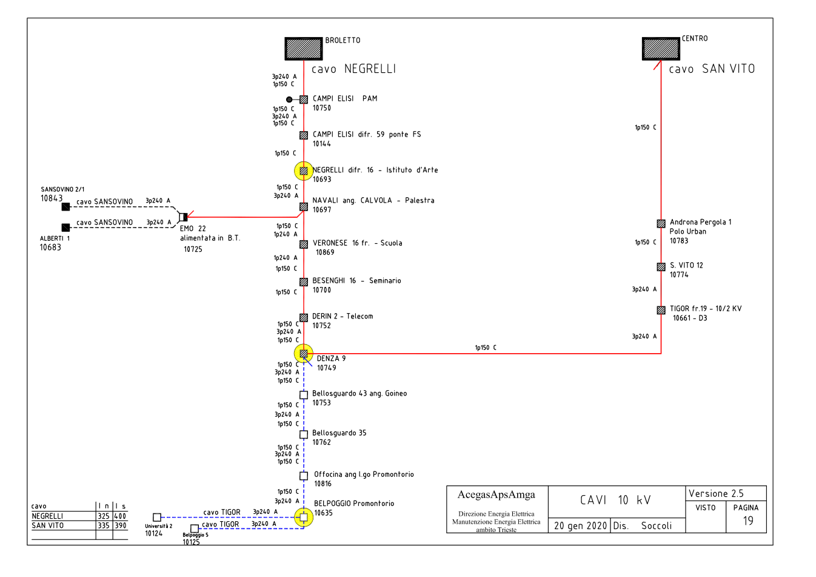 BROLETTO
cavo NEGRELLI
3p240 A
1p150 C
CAMPI ELISI PAM
10750
1p150 C
3p240 A
1p150 C
CAMPI ELISI difr. 59 ponte FS
10144
1p150 C
NEGRELLI difr. 16 - Istituto d'Arte
10693
1p150 C
3p240 A
NAVALI ang. CALVOLA - Palestra
10697
1p150 C
1p240 A
VERONESE 16 fr. - Scuola
10869
1p240 A
1p150 C
BESENGHI 16 - Seminario
10700
1p150 C
DERIN 2 - Telecom
10752
1p150 C
3p240 A
1p150 C
DENZA 9
10749
1p150 C
3p240 A
1p150 C
Bellosguardo 43 ang. Goineo
10753
1p150 C
3p240 A
1p150 C
Bellosguardo 35
10762
1p150 C
3p240 A
1p150 C
Offocina ang l.go Promontorio
10816
1p150 C
3p240 A
BELPOGGIO Promontorio
10635
SANSOVINO 2/1
10843
cavo SANSOVINO 3p240 A
cavo SANSOVINO 3p240 A
ALBERTI 1
10683
EMO 22
alimentata in B.T.
10725
CENTRO
cavo SAN VITO
1p150 C
Androna Pergola 1
Polo Urban
10783
1p150 C
S. VITO 12
10774
3p240 A
TIGOR fr.19 - 10/2 KV
10661 - D3
3p240 A
1p150 C
cavo TIGOR 3p240 A
Università 2
10124
cavo TIGOR 3p240 A
Belpoggio 5
10125
cavo I n I s
NEGRELLI 325 400
SAN VITO 335 390
AcegasApsAmga
Direzione Energia Elettrica
Manutenzione Energia Elettrica
ambito Trieste
CAVI 10 kV
20 gen 2020 Dis. Soccoli
Versione 2.5
VISTO PAGINA
19